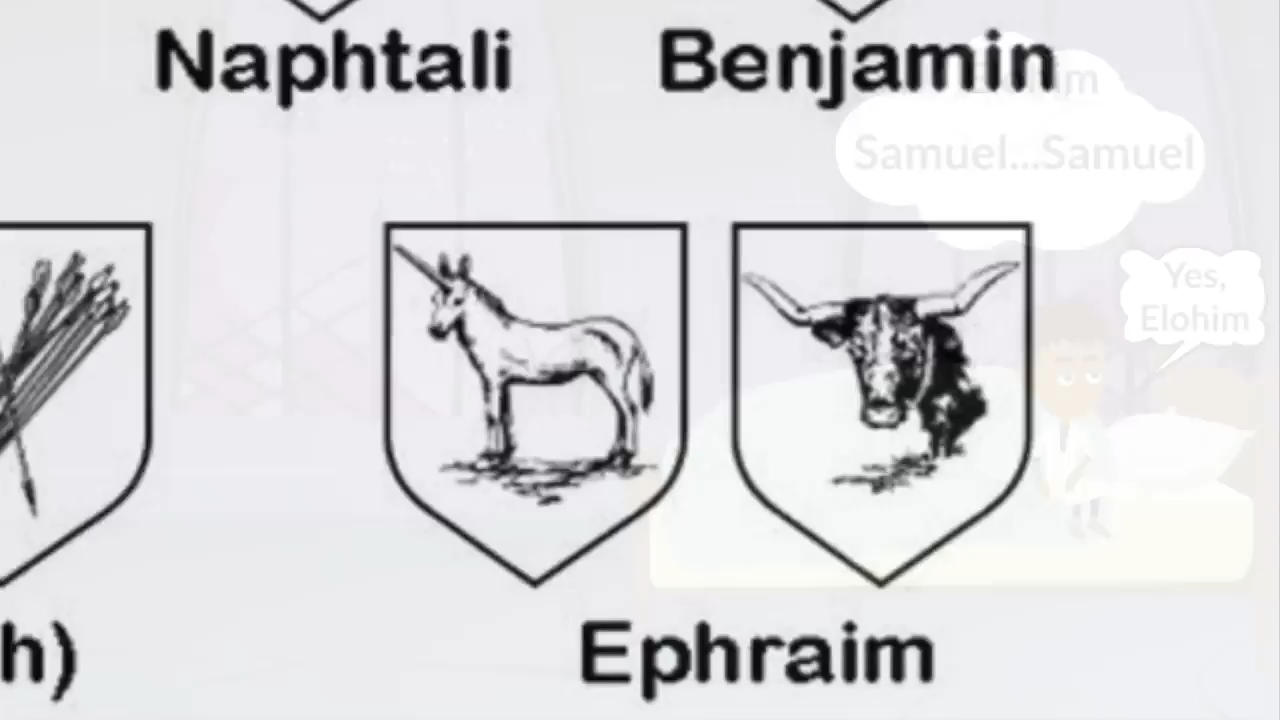 Naphtali
Benjamin
Samuel...Samuel
Yes,
Elohim
h)
Ephraim